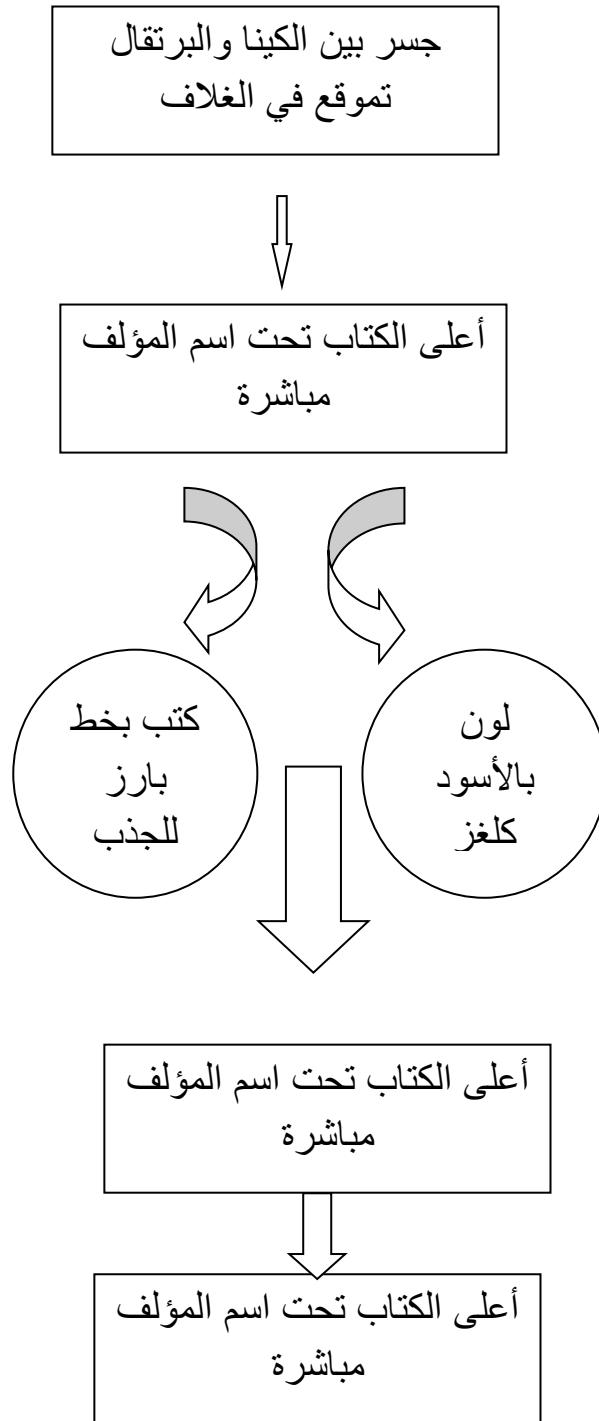 جسر بين الكينا والبرتقال
تموقع في الغلاف
أعلى الكتاب تحت اسم المؤلف
مباشرة
لون
بالأسود
كلغز
كتب بخط
بارز
للجذب
أعلى الكتاب تحت اسم المؤلف
مباشرة
أعلى الكتاب تحت اسم المؤلف
مباشرة